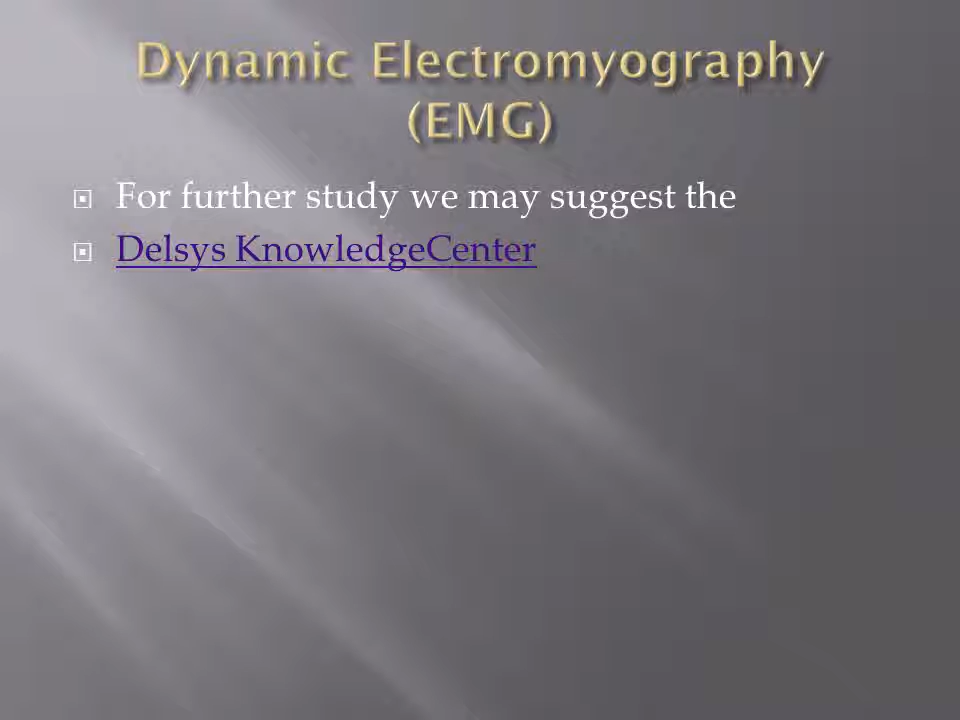 Dynamic Electromyography
(EMG)
For further study we may suggest the
Delsys KnowledgeCenter